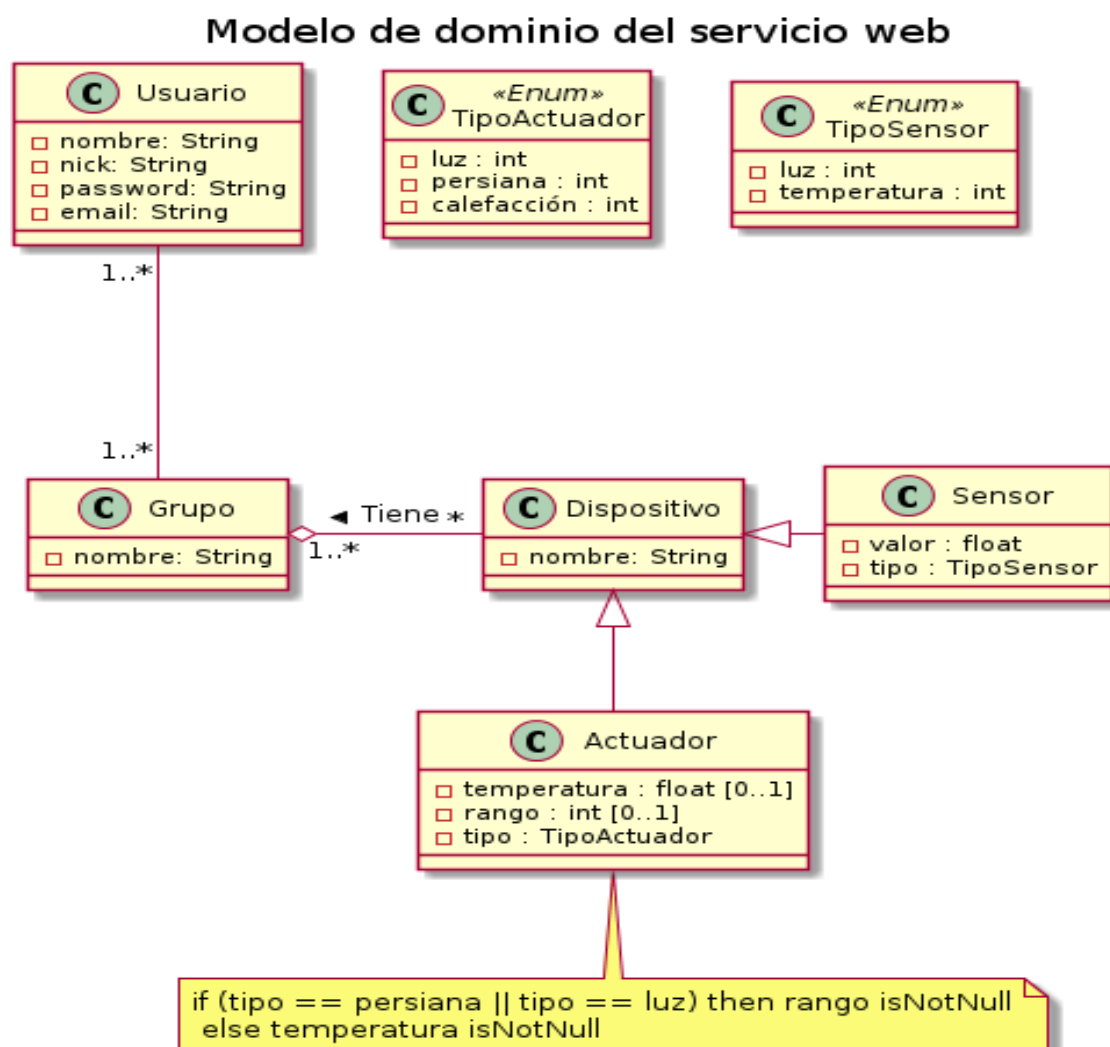 Modelo de dominio del servicio web
C Usuario
nombre: String
nick: String
password: String
email: String
C «Enum»
TipoActuador
luz : int
persiana : int
calefacción : int
C «Enum»
TipoSensor
luz : int
temperatura : int
1..*
1..*
C Grupo
nombre: String
◄ Tiene *
1..*
C Dispositivo
nombre: String
C Sensor
valor : float
tipo : TipoSensor
C Actuador
temperatura : float [0..1]
rango : int [0..1]
tipo : TipoActuador
if (tipo == persiana || tipo == luz) then rango isNotNull
else temperatura isNotNull